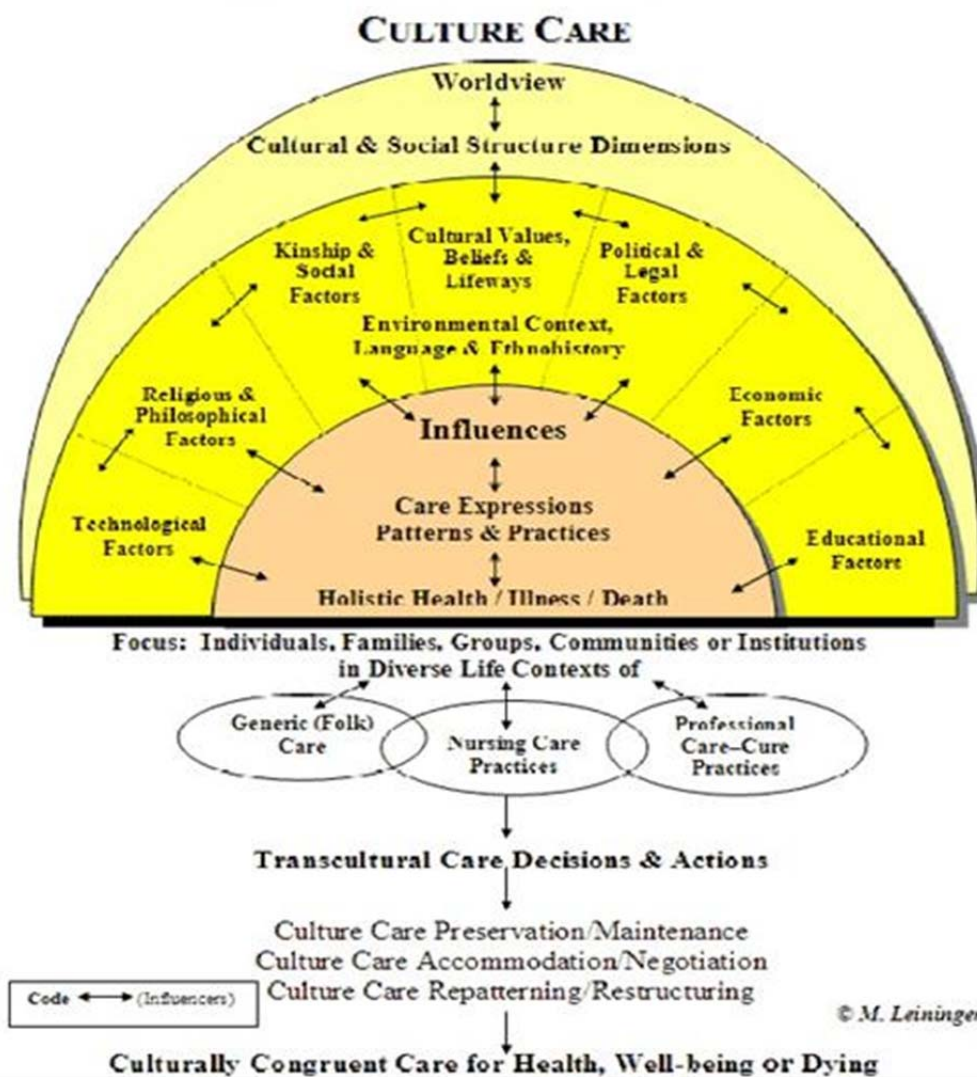 CULTURE CARE
Worldview
Cultural & Social Structure Dimensions
Kinship &
Social
Factors
Cultural Values,
Beliefs &
Lifeways
Political &
Legal
Factors
Environmental Context,
Language & Ethnohistory
Religious &
Philosophical
Factors
Economic
Factors
Technological
Factors
Educational
Factors
Influences
Care Expressions
Patterns & Practices
Holistic Health / Illness / Death
Focus: Individuals, Families, Groups, Communities or Institutions
in Diverse Life Contexts of
Generic (Folk)
Care
Nursing Care
Practices
Professional
Care–Cure
Practices
Transcultural Care Decisions & Actions
Culture Care Preservation/Maintenance
Culture Care Accommodation/Negotiation
Culture Care Repatterning/Restructuring
Code (Influencers)
© M. Leininger
Culturally Congruent Care for Health, Well-being or Dying